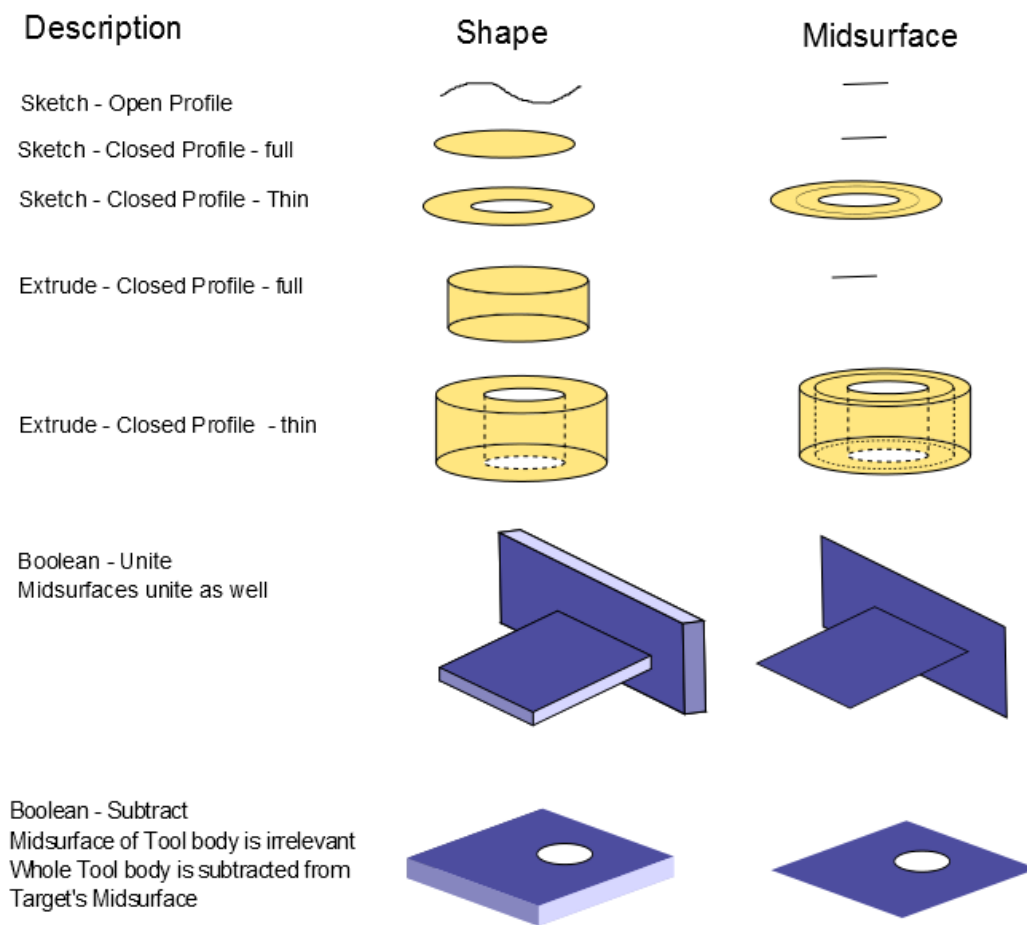 Description
Shape
Midsurface
Sketch - Open Profile
Sketch - Closed Profile - full
Sketch - Closed Profile - Thin
Extrude - Closed Profile - full
Extrude - Closed Profile - thin
Boolean - Unite
Midsurfaces unite as well
Boolean - Subtract
Midsurface of Tool body is irrelevant
Whole Tool body is subtracted from
Target's Midsurface